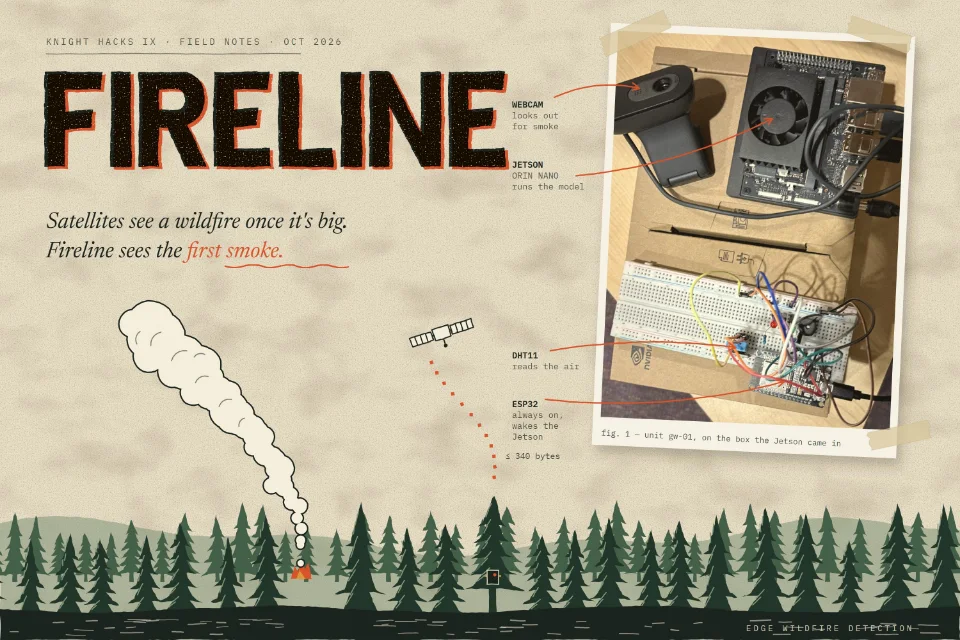 KNIGHT HACKS IX · FIELD NOTES · OCT 2026
FIRELINE
Satellites see a wildfire once it's big.
Fireline sees the first smoke.
WEBCAM
looks out
for smoke
JETSON
ORIN NANO
runs the model
DHT11
reads the air
ESP32
always on,
wakes the
Jetson
≤ 340 bytes
NVIDIA
fig. 1 — unit gw-01, on the box the Jetson came in
EDGE WILDFIRE DETECTION